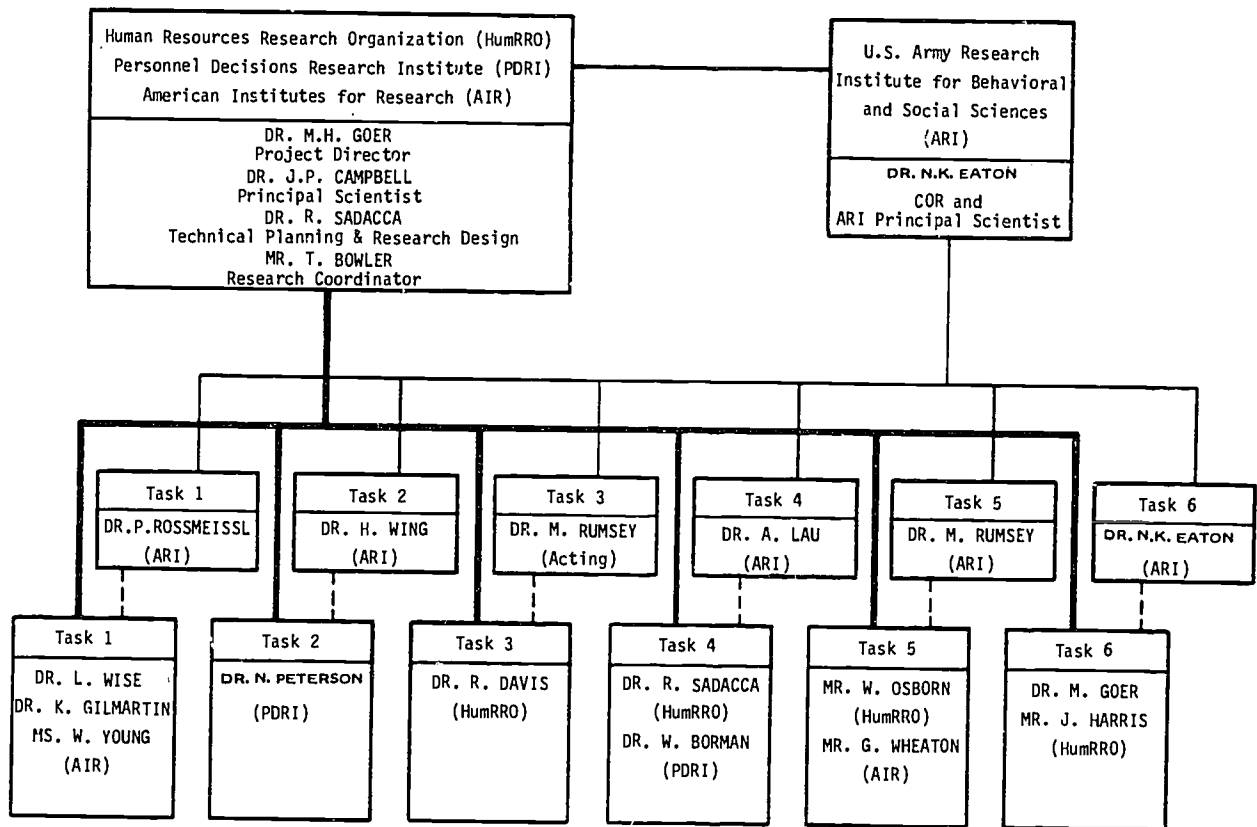 Human Resources Research Organization (HumRRO)
Personnel Decisions Research Institute (PDRI)
American Institutes for Research (AIR)
DR. M.H. GOER
Project Director
DR. J.P. CAMPBELL
Principal Scientist
DR. R. SADACCA
Technical Planning & Research Design
MR. T. BOWLER
Research Coordinator
U.S. Army Research
Institute for Behavioral
and Social Sciences
(ARI)
DR. N.K. EATON
COR and
ARI Principal Scientist
Task 1
DR.P.ROSSMEISSL
(ARI)
Task 2
DR. H. WING
(ARI)
Task 3
DR. M. RUMSEY
(Acting)
Task 4
DR. A. LAU
(ARI)
Task 5
DR. M. RUMSEY
(ARI)
Task 6
DR. N.K. EATON
(ARI)
Task 1
DR. L. WISE
DR. K. GILMARTIN
MS. W. YOUNG
(AIR)
Task 2
DR. N. PETERSON
(PDRI)
Task 3
DR. R. DAVIS
(HumRRO)
Task 4
DR. R. SADACCA
(HumRRO)
DR. W. BORMAN
(PDRI)
Task 5
MR. W. OSBORN
(HumRRO)
MR. G. WHEATON
(AIR)
Task 6
DR. M. GOER
MR. J. HARRIS
(HumRRO)